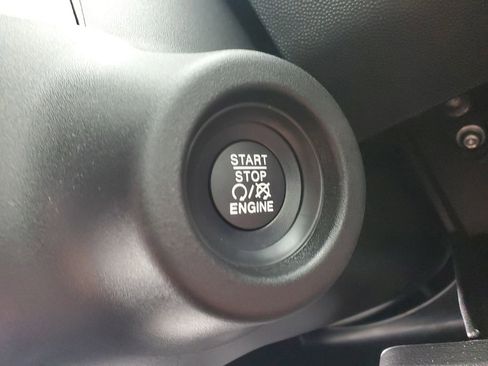 START
STOP
/
ENGINE